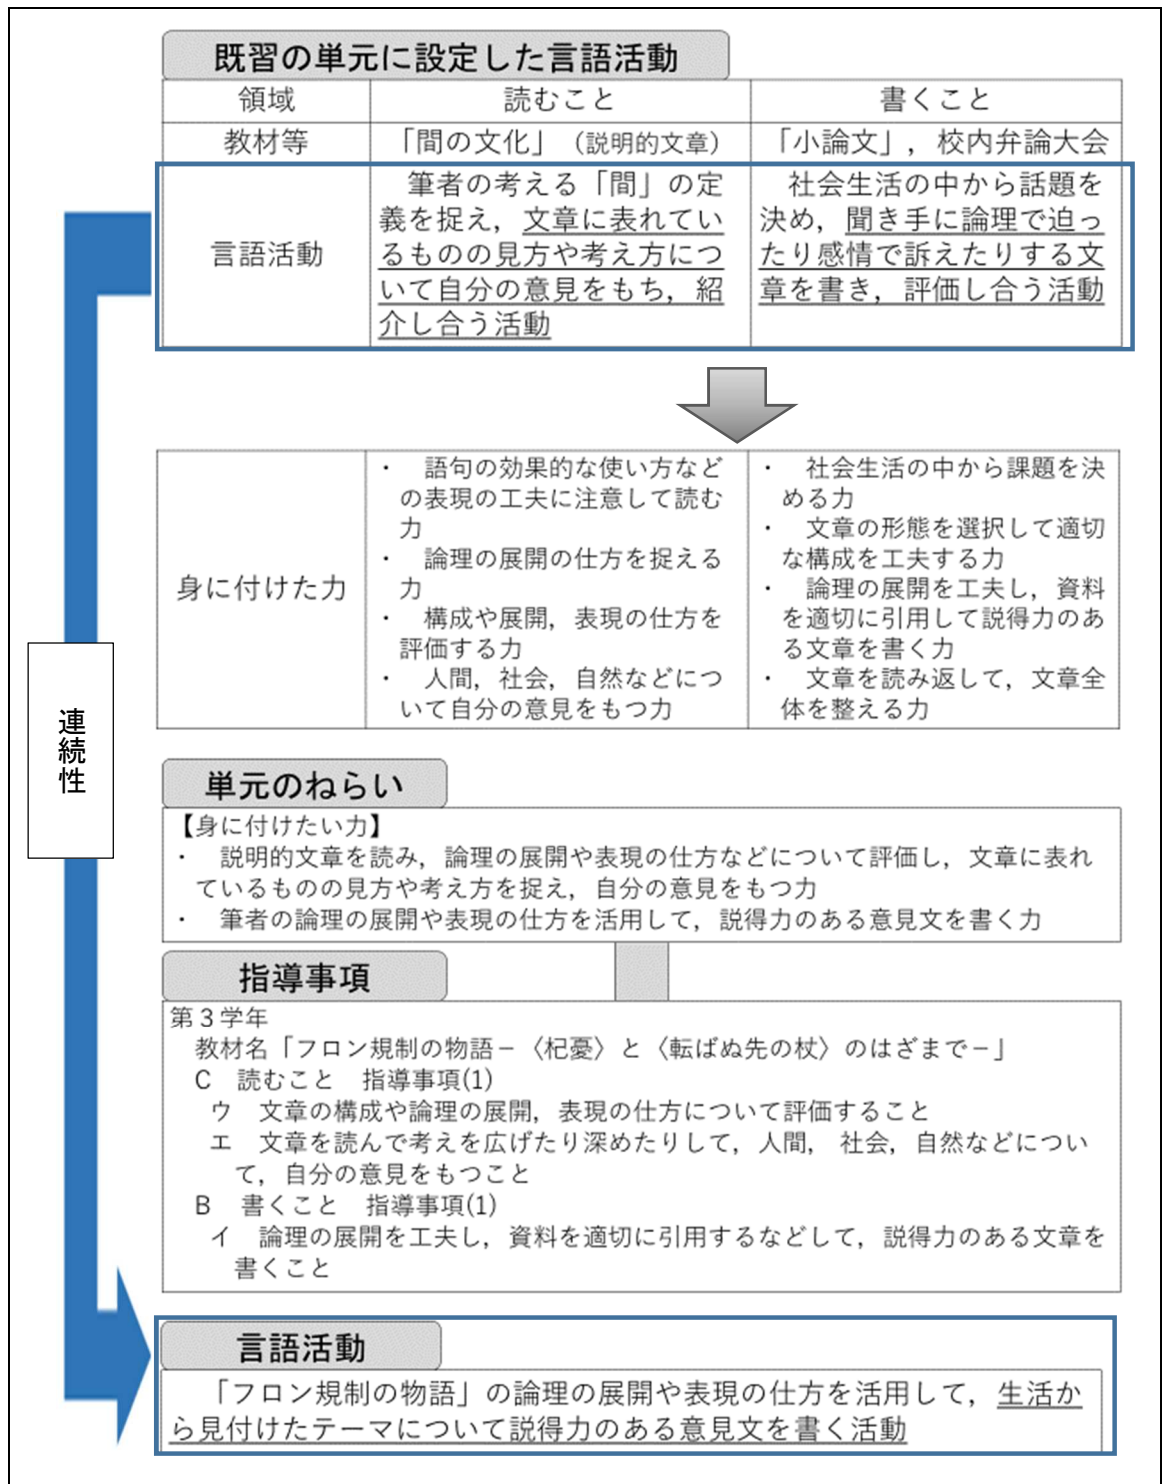 既習の単元に設定した言語活動
領域
読むこと
書くこと
教材等
「間の文化」（説明的文章）
「小論文」，校内弁論大会
言語活動
筆者の考える「間」の定
義を捉え，文章に表れてい
るものの見方や考え方につ
いて自分の意見をもち，紹
介し合う活動
社会生活の中から話題を
決め，聞き手に論理で迫っ
たり感情で訴えたりする文
章を書き，評価し合う活動
身に付けた力
・　語句の効果的な使い方など
の表現の工夫に注意して読む
力
・　論理の展開の仕方を捉える
力
・　構成や展開，表現の仕方を
評価する力
・　人間，社会，自然などにつ
いて自分の意見をもつ力
・　社会生活の中から課題を決
める力
・　文章の形態を選択して適切
な構成を工夫する力
・　論理の展開を工夫し，資料
を適切に引用して説得力のあ
る文章を書く力
・　文章を読み返して，文章全
体を整える力
連続性
単元のねらい
【身に付けたい力】
・　説明的文章を読み，論理の展開や表現の仕方などについて評価し，文章に表れ
ているものの見方や考え方を捉え，自分の意見をもつ力
・　筆者の論理の展開や表現の仕方を活用して，説得力のある意見文を書く力
指導事項
第３学年
教材名「フロン規制の物語－〈杞憂〉と〈転ばぬ先の杖〉のはざまで－」
C　読むこと　指導事項(1)
ウ　文章の構成や論理の展開，表現の仕方について評価すること
エ　文章を読んで考えを広げたり深めたりして，人間，　社会，自然などについ
て，自分の意見をもつこと
B　書くこと　指導事項(1)
イ　論理の展開を工夫し，資料を適切に引用するなどして，説得力のある文章を
書くこと
言語活動
「フロン規制の物語」の論理の展開や表現の仕方を活用して，生活か
ら見付けたテーマについて説得力のある意見文を書く活動